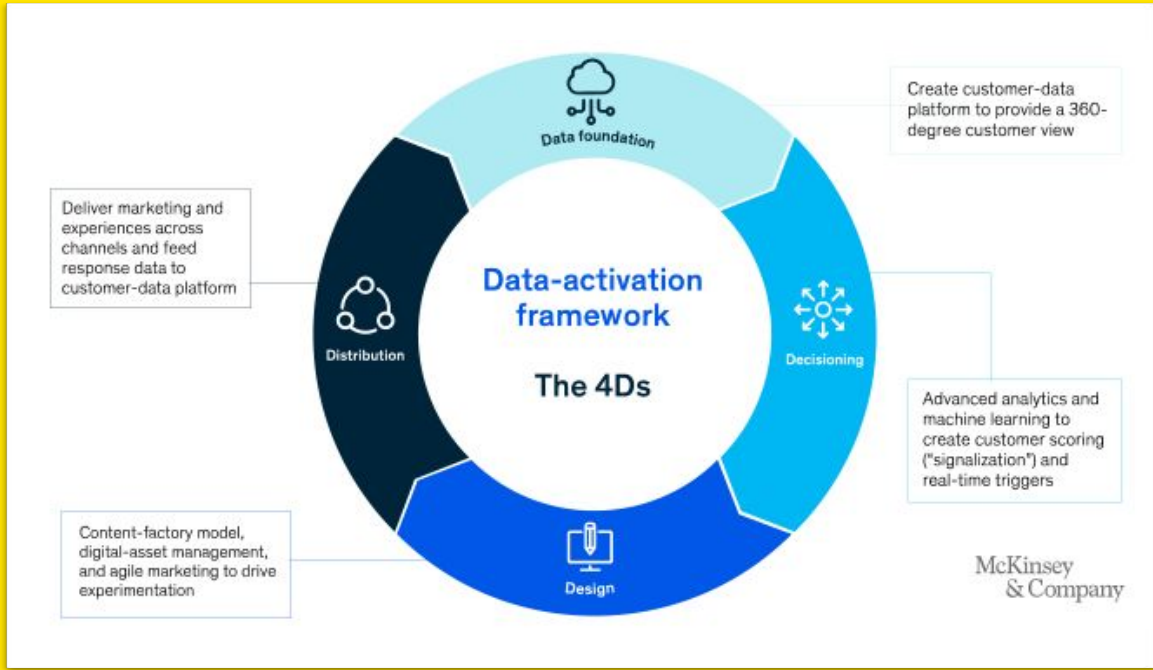 Data foundation
Create customer-data
platform to provide a 360-
degree customer view
Deliver marketing and
experiences across
channels and feed
response data to
customer-data platform
Data-activation
framework
The 4Ds
Distribution
Decisioning
Advanced analytics and
machine learning to
create customer scoring
("signalization") and
real-time triggers
Content-factory model,
digital-asset management,
and agile marketing to drive
experimentation
Design
McKinsey
& Company